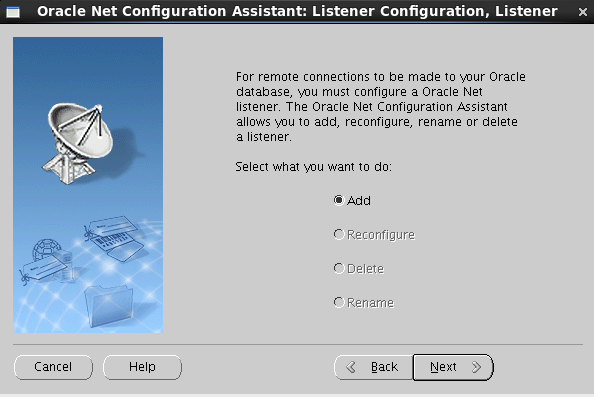 Oracle Net Configuration Assistant: Listener Configuration, Listener
For remote connections to be made to your Oracle
database, you must configure a Oracle Net
listener. The Oracle Net Configuration Assistant
allows you to add, reconfigure, rename or delete
a listener.
Select what you want to do:
Add
Reconfigure
Delete
Rename
Cancel
Help
Back
Next